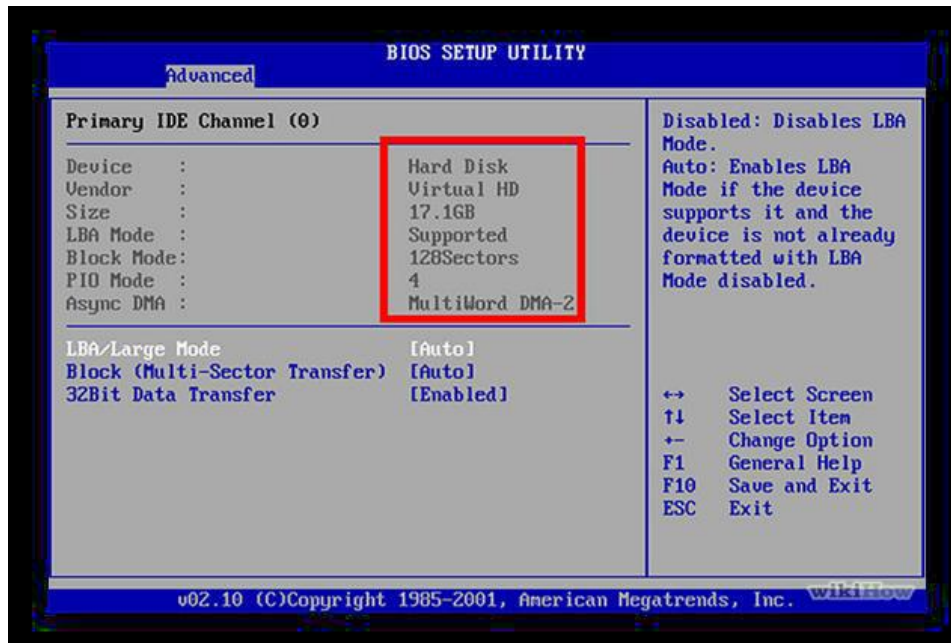 BIOS SETUP UTILITY
Advanced
Primary IDE Channel (0)
Device : Hard Disk
Vendor : Virtual HD
Size : 17.1GB
LBA Mode : Supported
Block Mode: 128Sectors
PIO Mode : 4
Async DMA : MultiWord DMA-2
LBA/Large Mode [Auto]
Block (Multi-Sector Transfer) [Auto]
32Bit Data Transfer [Enabled]
Disabled: Disables LBA
Mode.
Auto: Enables LBA
Mode if the device
supports it and the
device is not already
formatted with LBA
Mode disabled.
↔ Select Screen
↑↓ Select Item
+- Change Option
F1 General Help
F10 Save and Exit
ESC Exit
v02.10 (C)Copyright 1985-2001, American Megatrends, Inc.
wikiHow